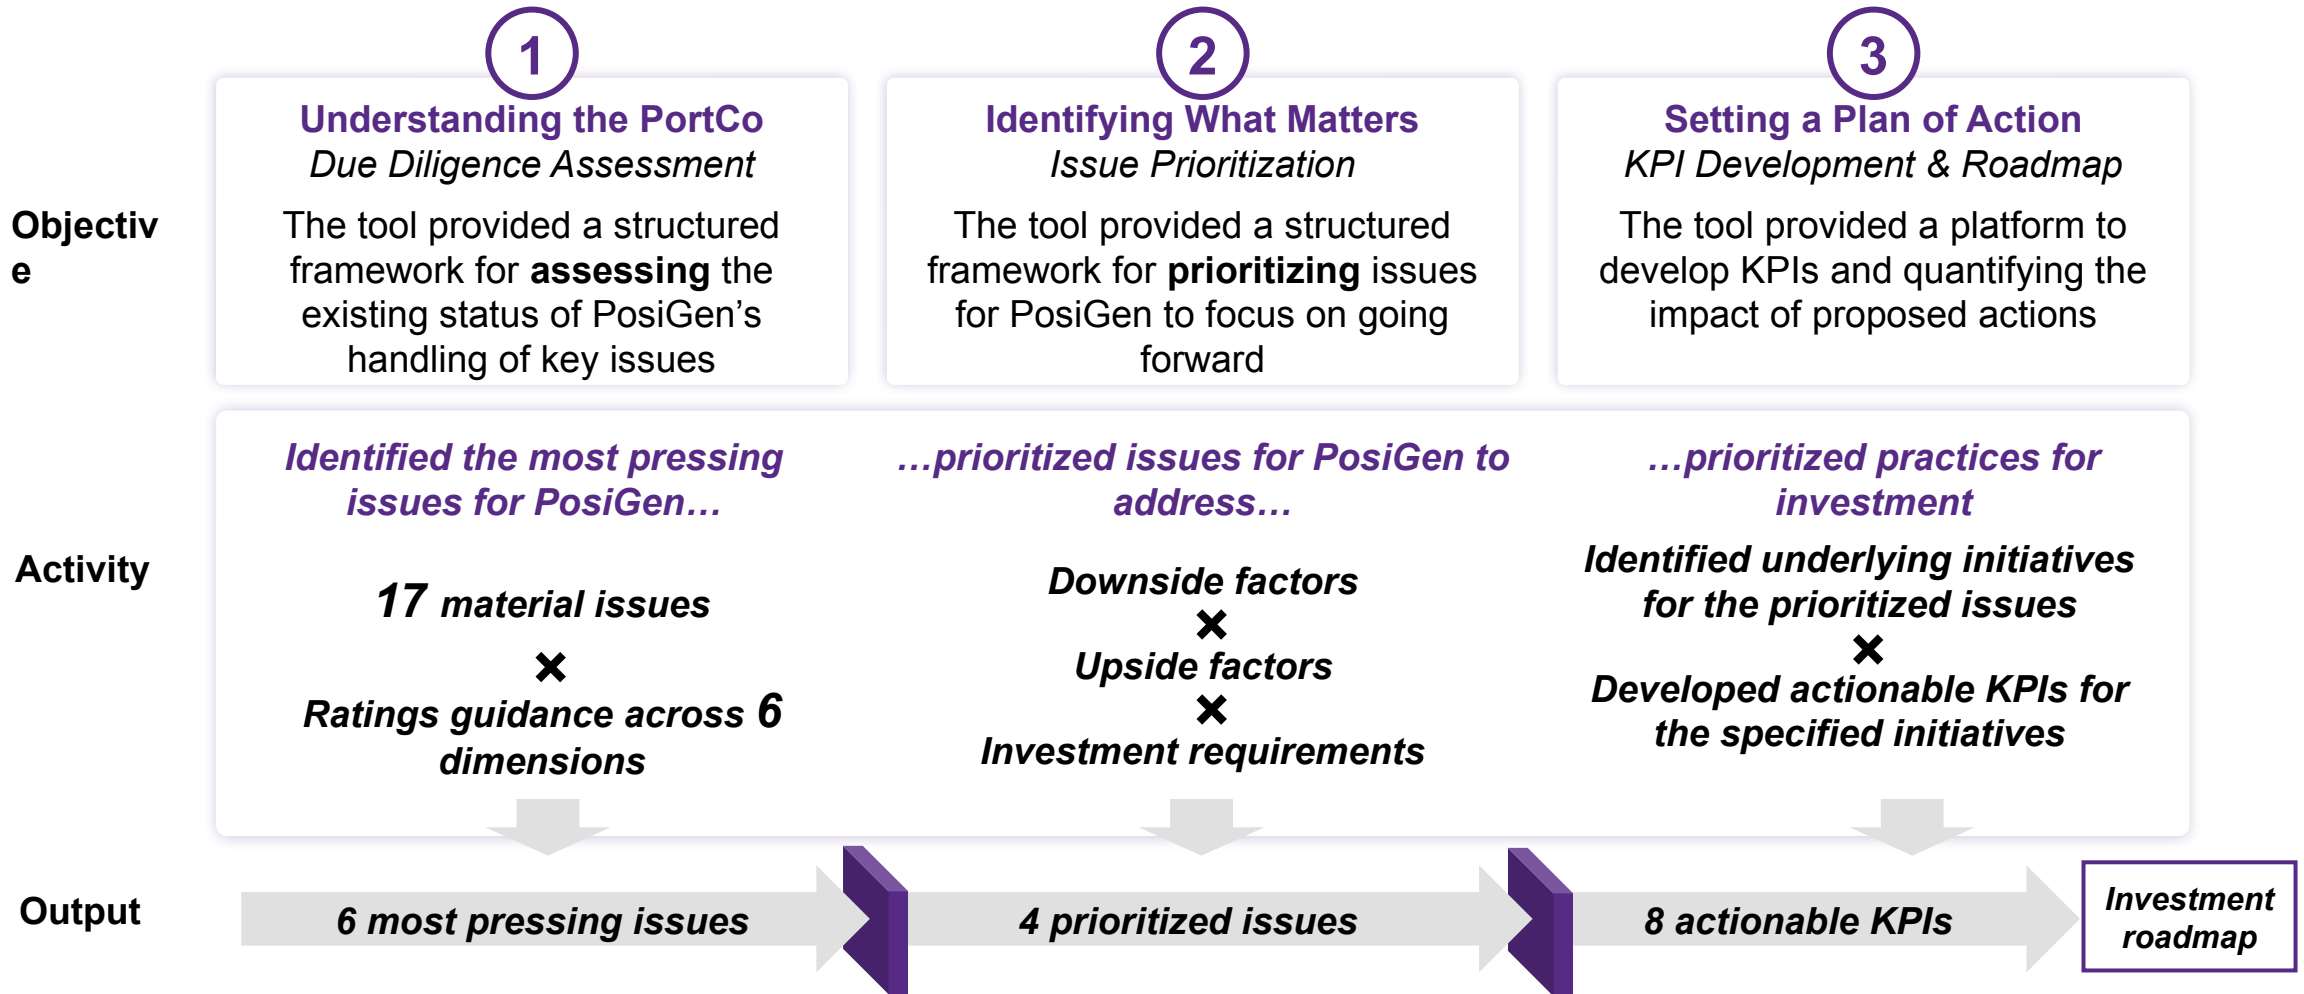 1
Understanding the PortCo
Due Diligence Assessment
The tool provided a structured
framework for assessing the
existing status of PosiGen’s
handling of key issues
2
Identifying What Matters
Issue Prioritization
The tool provided a structured
framework for prioritizing issues
for PosiGen to focus on going
forward
3
Setting a Plan of Action
KPI Development & Roadmap
The tool provided a platform to
develop KPIs and quantifying the
impact of proposed actions
Objectiv
e
Activity
Identified the most pressing
issues for PosiGen…
17 material issues
×
Ratings guidance across 6
dimensions
…prioritized issues for PosiGen to
address…
Downside factors
×
Upside factors
×
Investment requirements
…prioritized practices for
investment
Identified underlying initiatives
for the prioritized issues
×
Developed actionable KPIs for
the specified initiatives
Output
6 most pressing issues
4 prioritized issues
8 actionable KPIs
Investment
roadmap